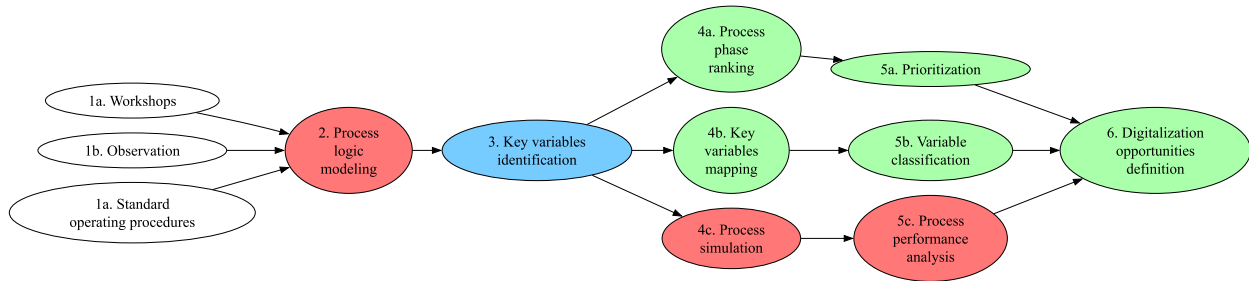 1a. Workshops
1b. Observation
1a. Standard
operating procedures
2. Process
logic
modeling
3. Key variables
identification
4a. Process
phase
ranking
4b. Key
variables
mapping
4c. Process
simulation
5a. Prioritization
5b. Variable
classification
5c. Process
performance
analysis
6. Digitalization
opportunities
definition